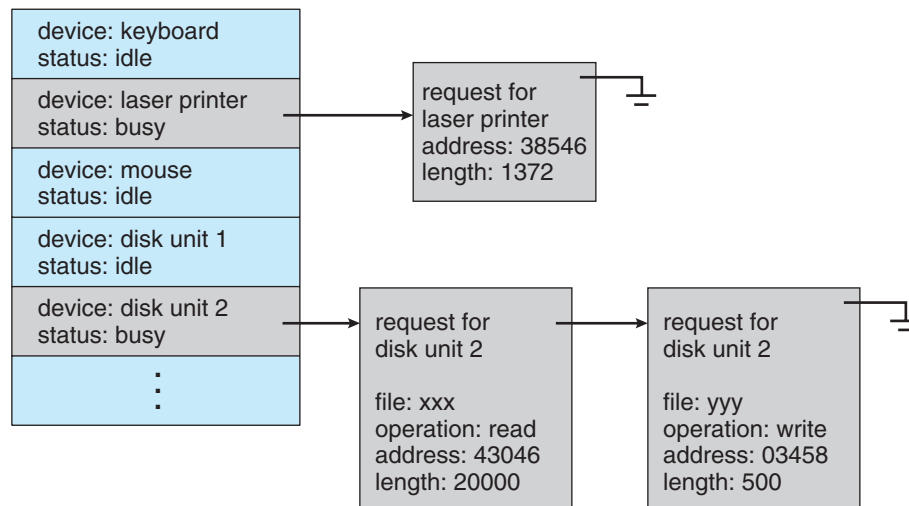 device: keyboard
status: idle
device: laser printer
status: busy
device: mouse
status: idle
device: disk unit 1
status: idle
device: disk unit 2
status: busy
request for
laser printer
address: 38546
length: 1372
request for
disk unit 2
file: xxx
operation: read
address: 43046
length: 20000
request for
disk unit 2
file: yyy
operation: write
address: 03458
length: 500